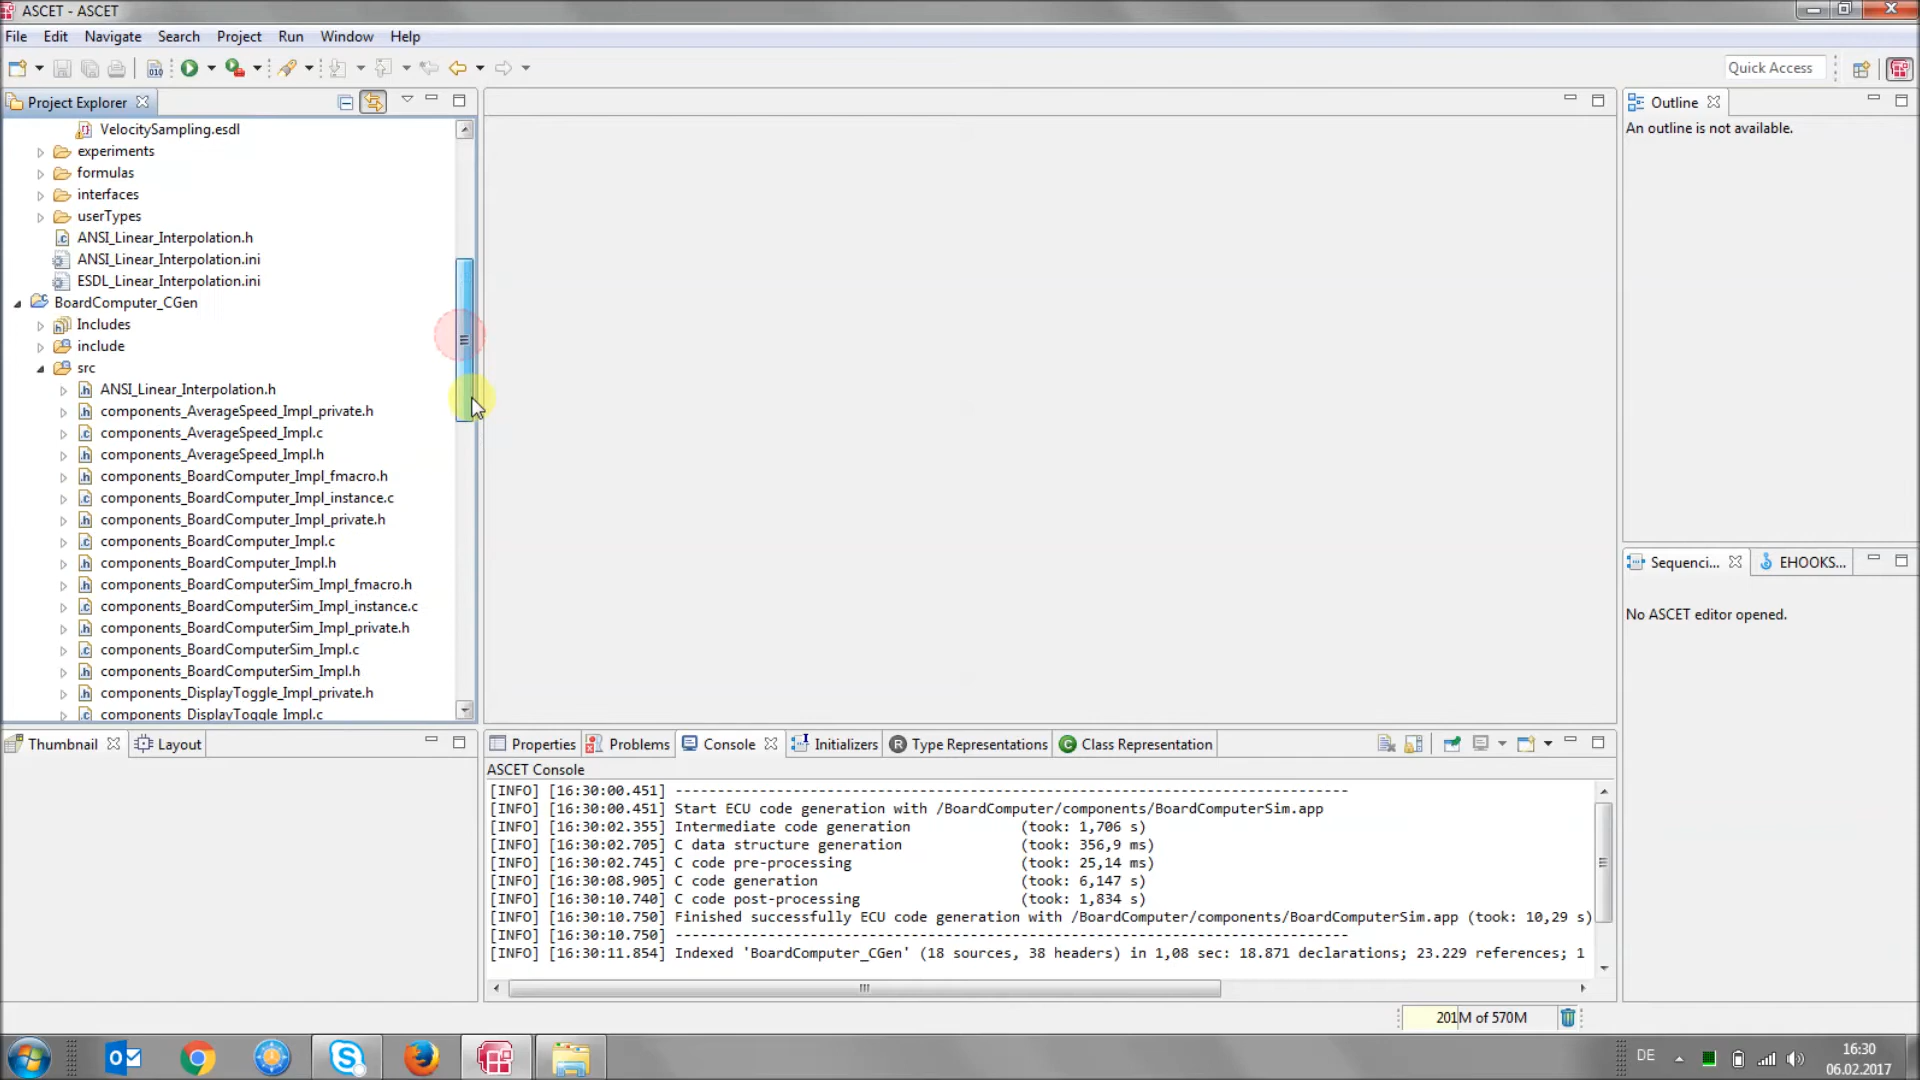 ASCET - ASCET
File Edit Navigate Search Project Run Window Help
010
Quick Access
Project Explorer
Outline
VelocitySampling.esdl
An outline is not available.
experiments
formulas
interfaces
userTypes
ANSI_Linear_Interpolation.h
ANSI_Linear_Interpolation.ini
ESDL_Linear_Interpolation.ini
BoardComputer_CGen
Includes
include
src
ANSI_Linear_Interpolation.h
components_AverageSpeed_Impl_private.h
components_AverageSpeed_Impl.c
components_AverageSpeed_Impl.h
components_BoardComputer_Impl_fmacro.h
components_BoardComputer_Impl_instance.c
components_BoardComputer_Impl_private.h
components_BoardComputer_Impl.c
components_BoardComputer_Impl.h
components_BoardComputerSim_Impl_fmacro.h
components_BoardComputerSim_Impl_instance.c
components_BoardComputerSim_Impl_private.h
components_BoardComputerSim_Impl.c
components_BoardComputerSim_Impl.h
components_DisplayToggle_Impl_private.h
components_DisplayToggle_Impl.c
Sequenci... EHOOKS...
No ASCET editor opened.
Thumbnail Layout
Properties Problems Console Initializers Type Representations Class Representation
ASCET Console
[INFO] [16:30:00.451] --------------------------------------------------------------------------------
[INFO] [16:30:00.451] Start ECU code generation with /BoardComputer/components/BoardComputerSim.app
[INFO] [16:30:02.355] Intermediate code generation (took: 1,706 s)
[INFO] [16:30:02.705] C data structure generation (took: 356,9 ms)
[INFO] [16:30:02.745] C code pre-processing (took: 25,14 ms)
[INFO] [16:30:08.905] C code generation (took: 6,147 s)
[INFO] [16:30:10.740] C code post-processing (took: 1,834 s)
[INFO] [16:30:10.750] Finished successfully ECU code generation with /BoardComputer/components/BoardComputerSim.app (took: 10,29 s)
[INFO] [16:30:10.750] --------------------------------------------------------------------------------
[INFO] [16:30:11.854] Indexed 'BoardComputer_CGen' (18 sources, 38 headers) in 1,08 sec: 18.871 declarations; 23.229 references; 1
201M of 570M
DE
16:30
06.02.2017